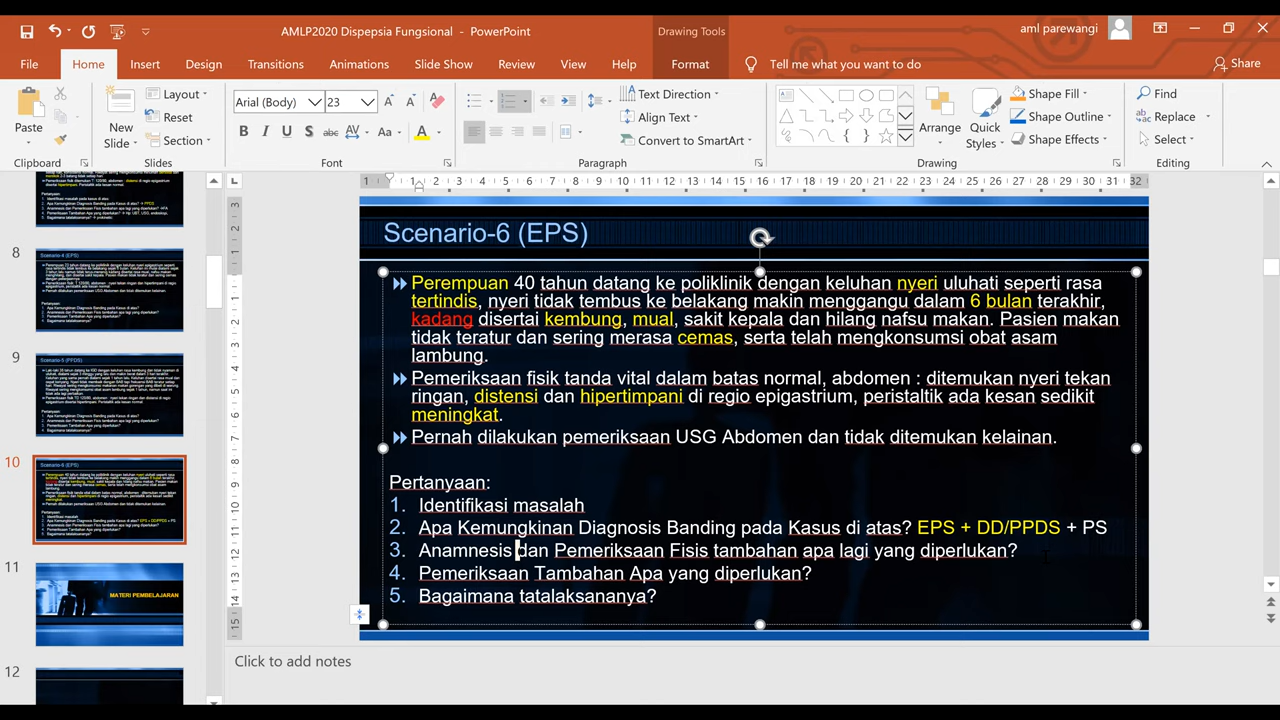 AMLP2020 Dispepsia Fungsional - PowerPoint
Drawing Tools
aml parewangi
File Home Insert Design Transitions Animations Slide Show Review View Help Format Tell me what you want to do Share
Paste
New Slide
Layout
Reset
Section
Arial (Body) 23
B I U S abc AV Aa A
Text Direction
Align Text
Convert to SmartArt
Arrange
Quick Styles
Shape Fill
Shape Outline
Shape Effects
Find
Replace
Select
Clipboard Slides Font Paragraph Drawing Editing
8
9
10
11
MATERI PEMBELAJARAN
12
Scenario-6 (EPS)
Perempuan 40 tahun datang ke poliklinik dengan keluhan nyeri uluhati seperti rasa
tertindis, nyeri tidak tembus ke belakang, makin menggangu dalam 6 bulan terakhir,
kadang disertai kembung, mual, sakit kepala dan hilang nafsu makan. Pasien makan
tidak teratur dan sering merasa cemas, serta telah mengkonsumsi obat asam
lambung.
Pemeriksaan fisik tanda vital dalam batas normal, abdomen : ditemukan nyeri tekan
ringan, distensi dan hipertimpani di regio epigastrium, peristaltik ada kesan sedikit
meningkat.
Pernah dilakukan pemeriksaan USG Abdomen dan tidak ditemukan kelainan.
Pertanyaan:
1. Identifikasi masalah
2. Apa Kemungkinan Diagnosis Banding pada kasus di atas? EPS + DD/PPDS + PS
3. Anamnesis dan Pemeriksaan Fisis tambahan apa lagi yang diperlukan?
4. Pemeriksaan Tambahan Apa yang diperlukan?
5. Bagaimana tatalaksananya?
Click to add notes